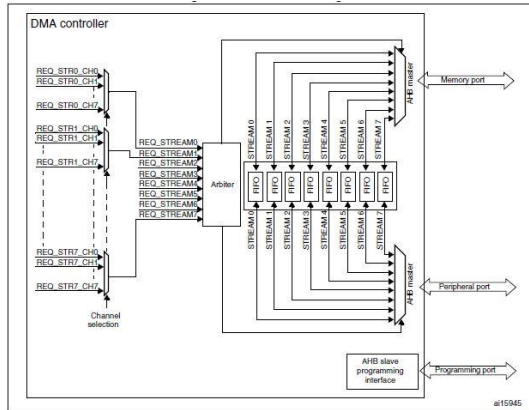 DMA controller
REQ_STR0_CH0
REQ_STR0_CH1
REQ_STR0_CH7
REQ_STR1_CH0
REQ_STR1_CH1
REQ_STR1_CH7
REQ_STR7_CH0
REQ_STR7_CH1
REQ_STR7_CH7
Channel
selection
REQ_STREAM0
REQ_STREAM1
REQ_STREAM2
REQ_STREAM3
REQ_STREAM4
REQ_STREAM5
REQ_STREAM6
REQ_STREAM7
Arbiter
STREAM 0
STREAM 1
STREAM 2
STREAM 3
STREAM 4
STREAM 5
STREAM 6
STREAM 7
FIFO
FIFO
FIFO
FIFO
FIFO
FIFO
FIFO
FIFO
STREAM 0
STREAM 1
STREAM 2
STREAM 3
STREAM 4
STREAM 5
STREAM 6
STREAM 7
AHB master
Memory port
AHB master
Peripheral port
AHB slave
programming
interface
Programming port
ai15945